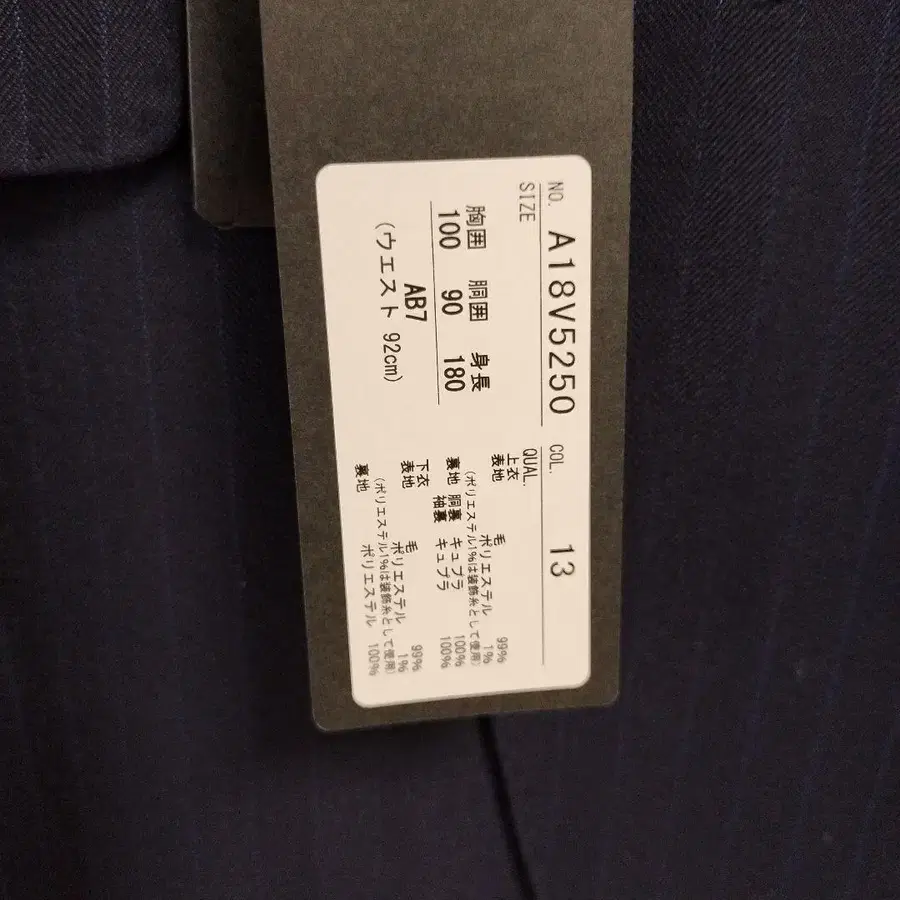 NO. A18V5250 COL. 13
SIZE
胸囲 胴囲 身長
100 90 180
AB7
(ウエスト 92cm)
QUAL.
上衣
表地 毛 99%
ポリエステル 1%
(ポリエステル1%は装飾糸として使用)
裏地 胴裏 キュプラ 100%
袖裏 キュプラ 100%
下衣
表地 毛 99%
ポリエステル 1%
(ポリエステル1%は装飾糸として使用)
裏地 ポリエステル 100%